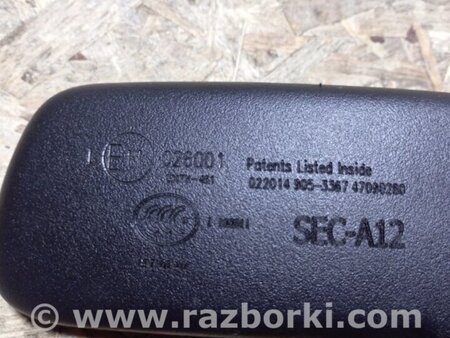 026001
Patents Listed Inside
022014 905-3367 47090280
SEC-A12
© www.razborki.com